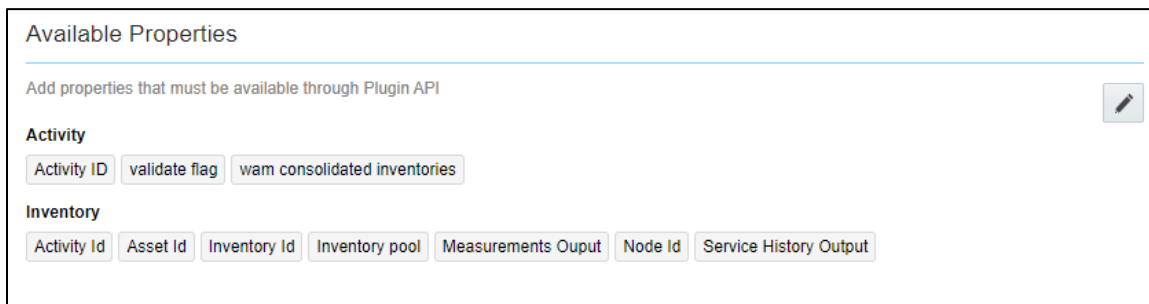 Available Properties
Add properties that must be available through Plugin API
Activity
Activity ID validate flag wam consolidated inventories
Inventory
Activity Id Asset Id Inventory Id Inventory pool Measurements Ouput Node Id Service History Output